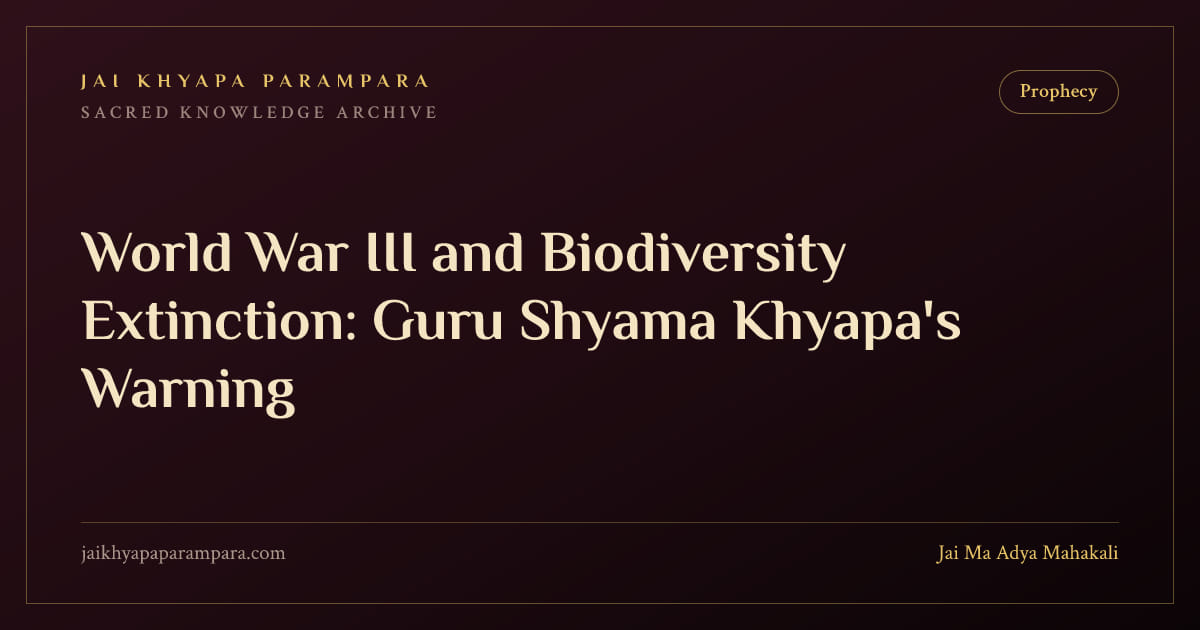 JAI KHYAPA PARAMPARA
SACRED KNOWLEDGE ARCHIVE
Prophecy
World War III and Biodiversity
Extinction: Guru Shyama Khyapa's
Warning
jaikhyapaparampara.com
Jai Ma Adya Mahakali